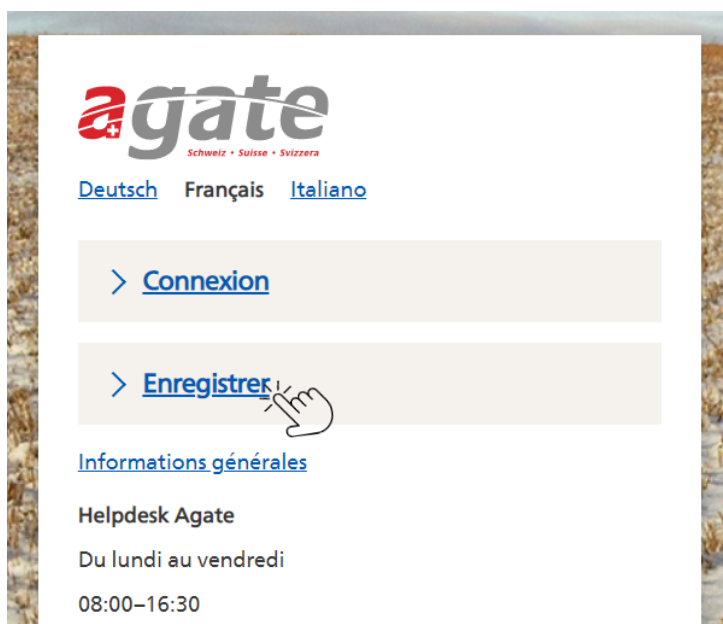 agate
Schweiz • Suisse • Svizzera
Deutsch Français Italiano
Connexion
Enregistrer
Informations générales
Helpdesk Agate
Du lundi au vendredi
08:00–16:30